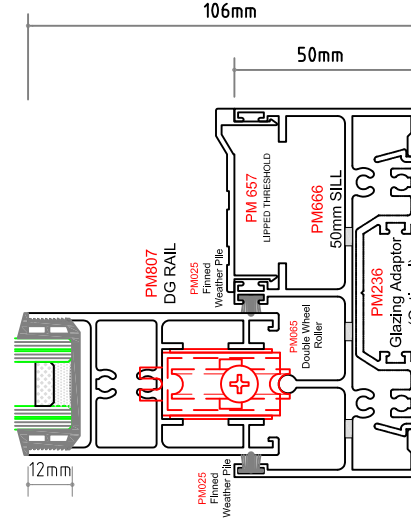 106mm
50mm
PM 657
LIPPED THRESHOLD
PM666
50mm SILL
PM807
DG RAIL
PM025
Finned
Weather Pile
PM236
Glazing Adaptor
PM065
Double Wheel
Roller
12mm
PM025
Finned
Weather Pile